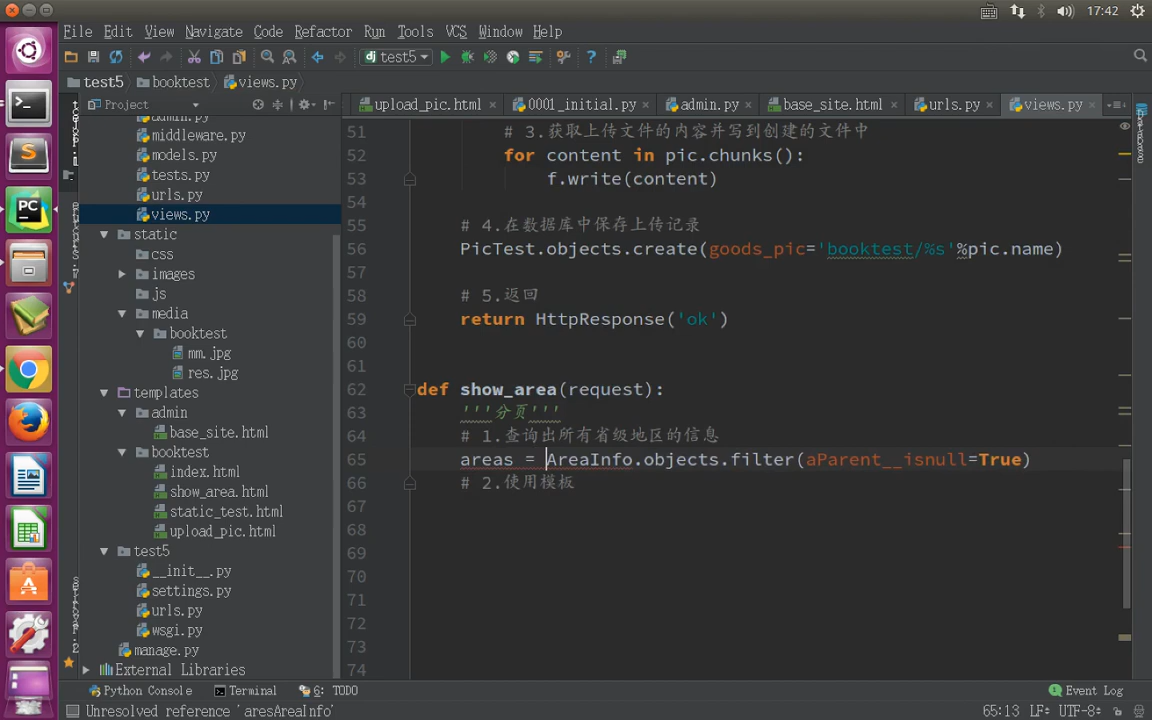 17:42
File Edit View Navigate Code Refactor Run Tools VCS Window Help
test5
test5 booktest views.py
Project
upload_pic.html 0001_initial.py admin.py base_site.html urls.py views.py
admin.py
middleware.py
models.py
tests.py
urls.py
views.py
static
css
images
js
media
booktest
mm.jpg
res.jpg
templates
admin
base_site.html
booktest
index.html
show_area.html
static_test.html
upload_pic.html
test5
__init__.py
settings.py
urls.py
wsgi.py
manage.py
External Libraries
51 # 3.获取上传文件的内容并写到创建的文件中
52 for content in pic.chunks():
53 f.write(content)
54
55 # 4.在数据库中保存上传记录
56 PicTest.objects.create(goods_pic='booktest/%s'%pic.name)
57
58 # 5.返回
59 return HttpResponse('ok')
60
61
62 def show_area(request):
63 '''分页'''
64 # 1.查询出所有省级地区的信息
65 areas = AreaInfo.objects.filter(aParent__isnull=True)
66 # 2.使用模板
67
68
69
70
71
72
73
74
Python Console Terminal 6: TODO Event Log
Unresolved reference 'aresAreaInfo' 65:13 LF÷ UTF-8÷